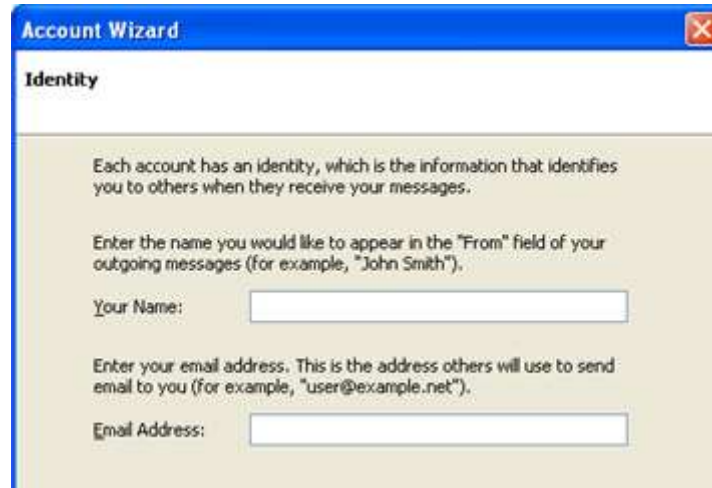 Account Wizard
Identity
Each account has an identity, which is the information that identifies
you to others when they receive your messages.
Enter the name you would like to appear in the "From" field of your
outgoing messages (for example, "John Smith").
Your Name:
Enter your email address. This is the address others will use to send
email to you (for example, "user@example.net").
Email Address: